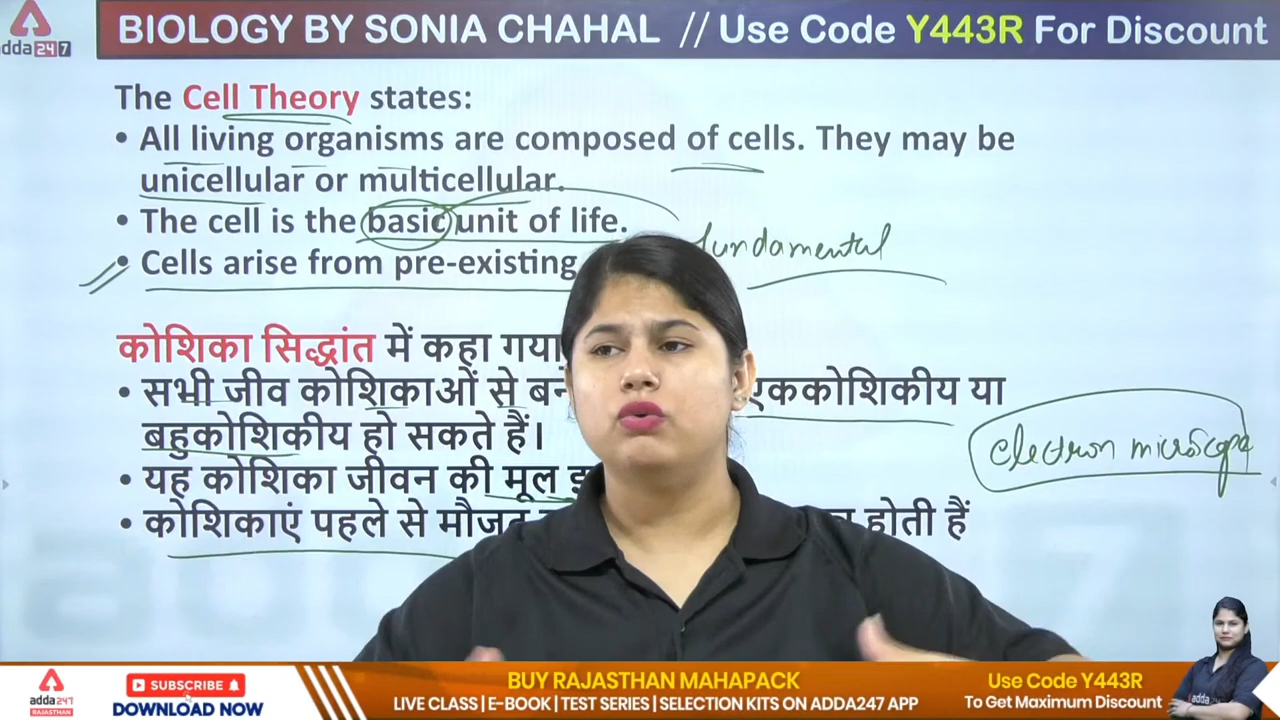 adda247
BIOLOGY BY SONIA CHAHAL // Use Code Y443R For Discount
The Cell Theory states:
• All living organisms are composed of cells. They may be
unicellular or multicellular.
• The cell is the basic unit of life.
fundamental
• Cells arise from pre-existing
कोशिका सिद्धांत में कहा गया
• सभी जीव कोशिकाओं से एककोशिकीय या
बहुकोशिकीय हो सकते हैं।
electron microscope
• यह कोशिका जीवन की मूल
• कोशिकाएं पहले से होती हैं
adda247
RAJASTHAN
SUBSCRIBE
DOWNLOAD NOW
BUY RAJASTHAN MAHAPACK
LIVE CLASS | E-BOOK | TEST SERIES | SELECTION KITS ON ADDA247 APP
Use Code Y443R
To Get Maximum Discount